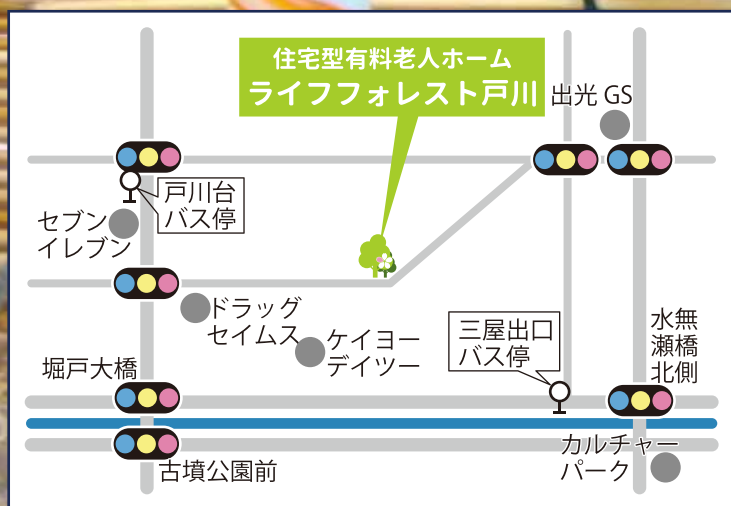 住宅型有料老人ホーム
ライフフォレスト戸川
出光 GS
戸川台
バス停
セブン
イレブン
ドラッグ
セイムス
ケイヨー
デイツー
三屋出口
バス停
水無
瀬橋
北側
堀戸大橋
古墳公園前
カルチャー
パーク